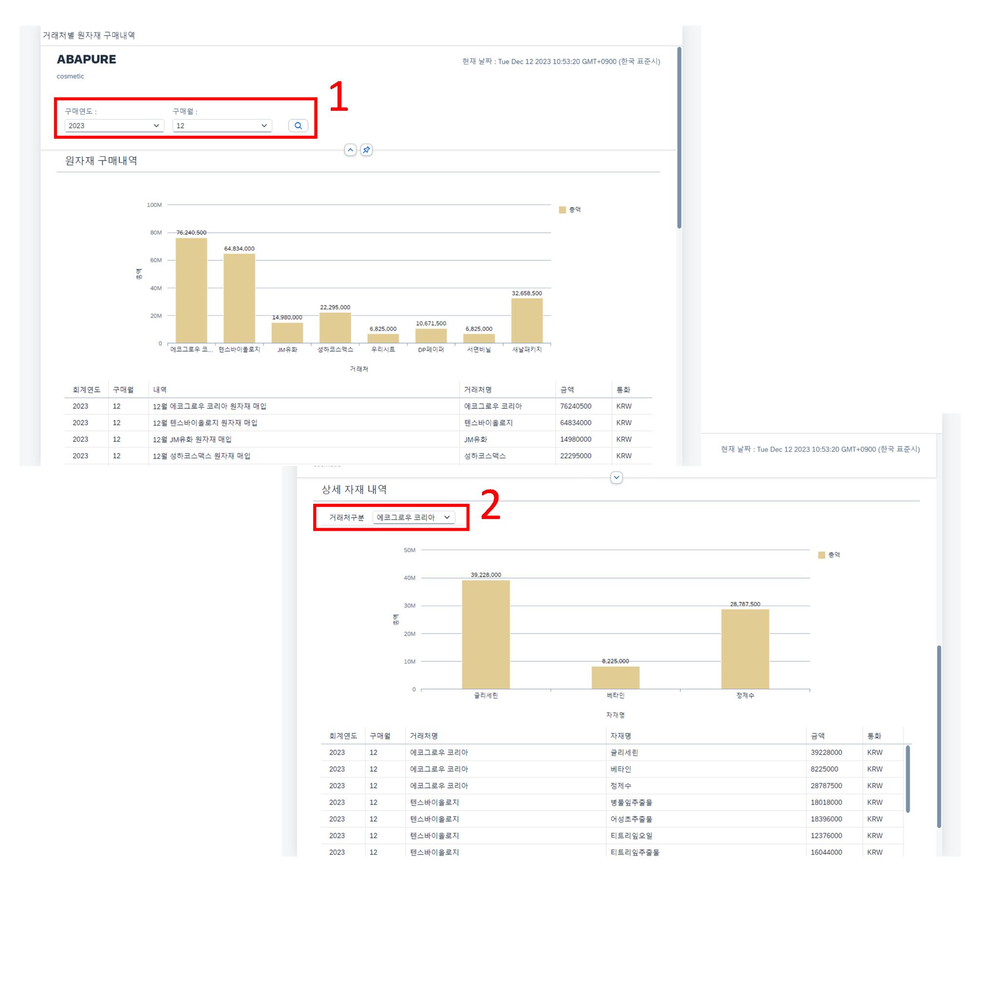 거래처별 원자재 구매내역
ABAPURE
현재 날짜 : Tue Dec 12 2023 10:53:20 GMT+0900 (한국 표준시)
cosmetic
1
구매연도 : 구매월 :
2023 12
원자재 구매내역
100M
80M
60M
40M
20M
0
총액
총액
76,240,500
64,834,000
14,980,000
22,295,000
6,825,000
10,671,500
6,825,000
32,658,500
에코그로우 코... 텐스바이올로지 JM유화 성하코스맥스 우리시트 DP페이퍼 서면비닐 새날패키지
거래처
회계연도 구매월 내역 거래처명 금액 통화
2023 12 12월 에코그로우 코리아 원자재 매입 에코그로우 코리아 76240500 KRW
2023 12 12월 텐스바이올로지 원자재 매입 텐스바이올로지 64834000 KRW
2023 12 12월 JM유화 원자재 매입 JM유화 14980000 KRW
2023 12 12월 성하코스맥스 원자재 매입 성하코스맥스 22295000 KRW
현재 날짜 : Tue Dec 12 2023 10:53:20 GMT+0900 (한국 표준시)
상세 자재 내역
2
거래처구분 에코그로우 코리아
50M
40M
30M
20M
10M
0
총액
총액
39,228,000
8,225,000
28,787,500
글리세린 베타인 정제수
자재명
회계연도 구매월 거래처명 자재명 금액 통화
2023 12 에코그로우 코리아 글리세린 39228000 KRW
2023 12 에코그로우 코리아 베타인 8225000 KRW
2023 12 에코그로우 코리아 정제수 28787500 KRW
2023 12 텐스바이올로지 병풀잎추출물 18018000 KRW
2023 12 텐스바이올로지 어성초추출물 18396000 KRW
2023 12 텐스바이올로지 티트리잎오일 12376000 KRW
2023 12 텐스바이올로지 티트리잎추출물 16044000 KRW